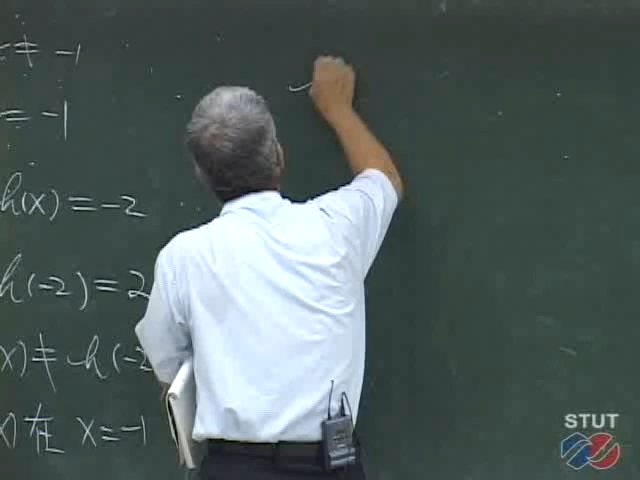 ≠ -1
= -1
h(x) = -2
h(-2) = 2
x) ≠ h(-2
x) 在 x = -1
STUT